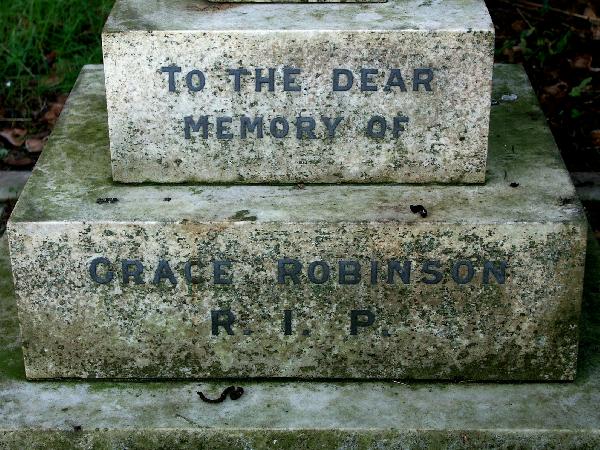 TO THE DEAR
MEMORY OF
GRACE ROBINSON
R. I. P.